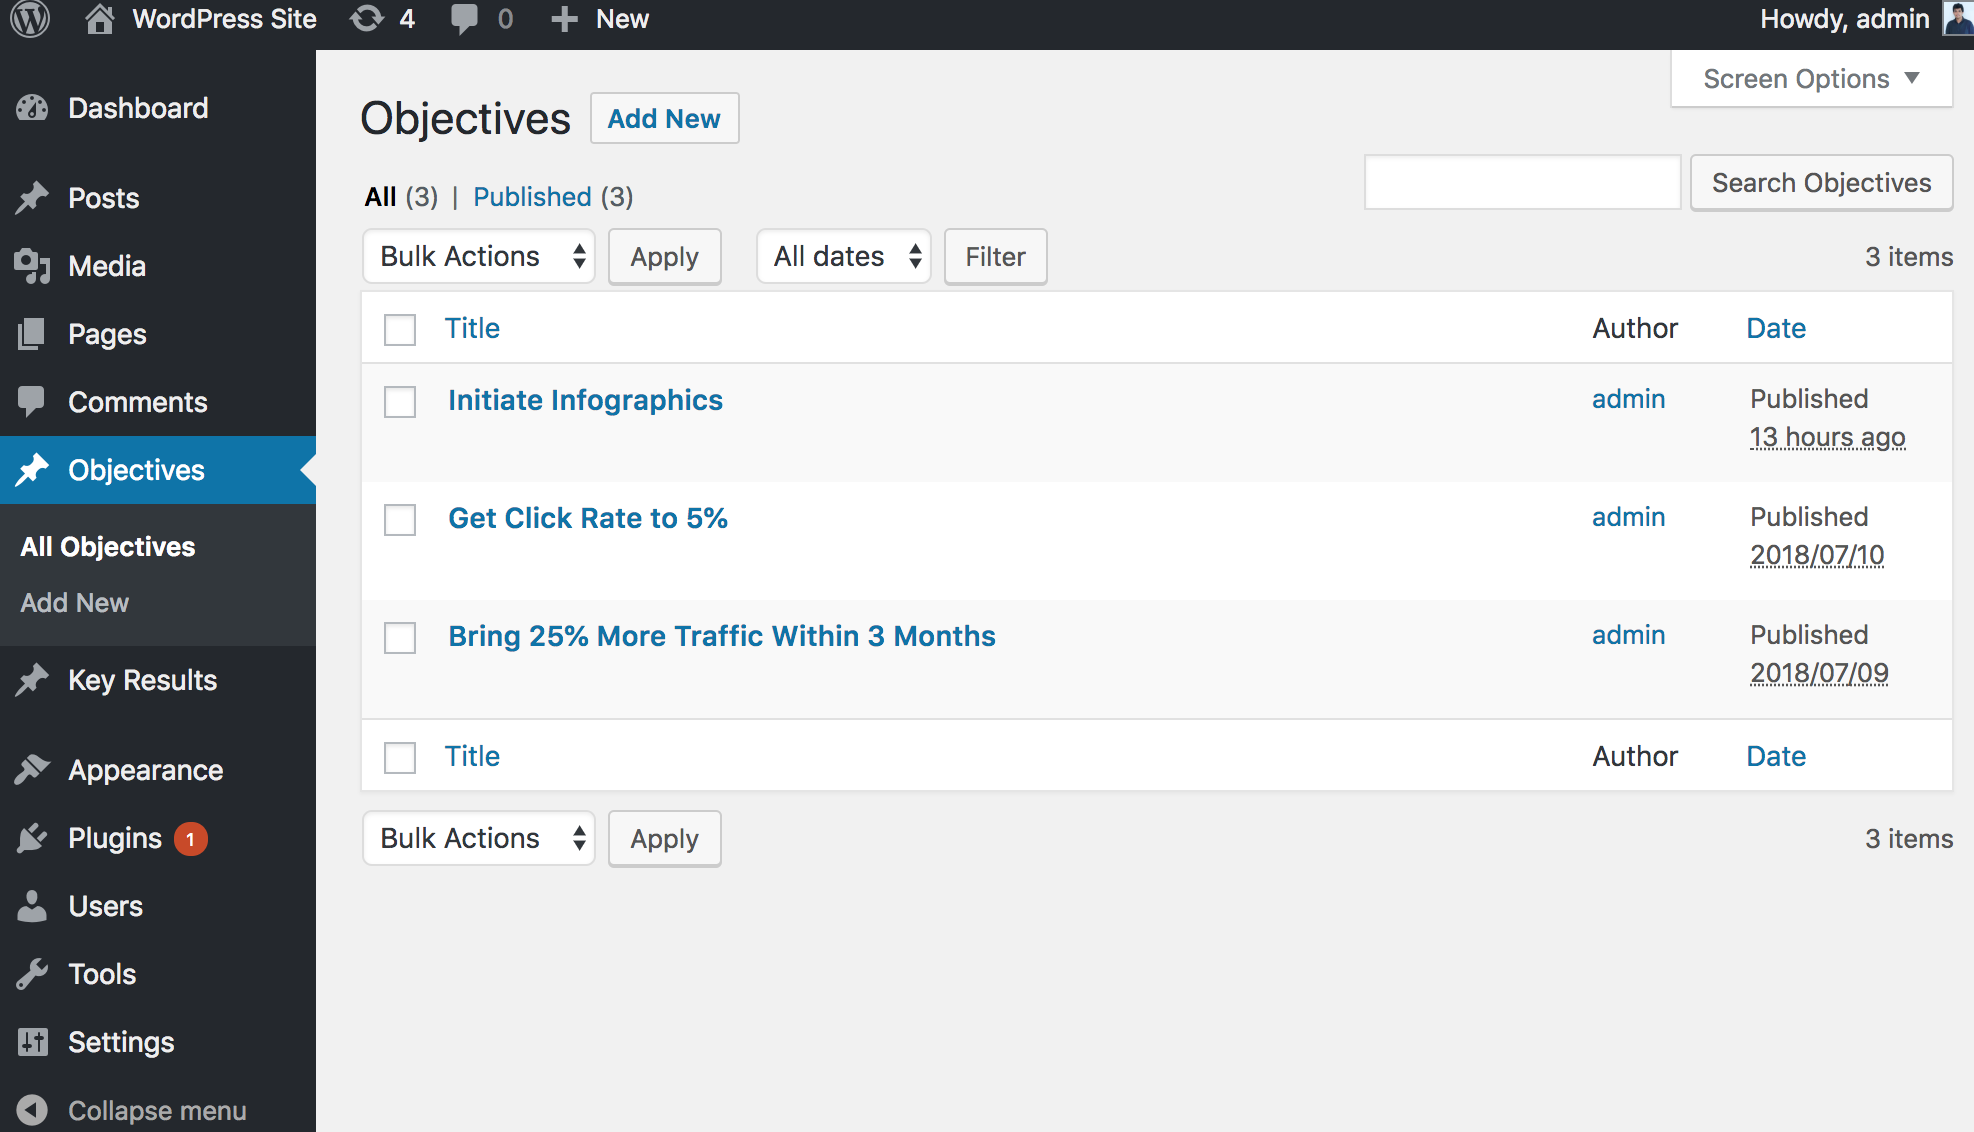 WordPress Site 4 0 New Howdy, admin
Screen Options
Dashboard
Posts
Media
Pages
Comments
Objectives
All Objectives
Add New
Key Results
Appearance
Plugins 1
Users
Tools
Settings
Collapse menu
Objectives Add New
All (3) | Published (3)
Search Objectives
Bulk Actions Apply All dates Filter 3 items
Title Author Date
Initiate Infographics admin Published
13 hours ago
Get Click Rate to 5% admin Published
2018/07/10
Bring 25% More Traffic Within 3 Months admin Published
2018/07/09
Title Author Date
Bulk Actions Apply 3 items